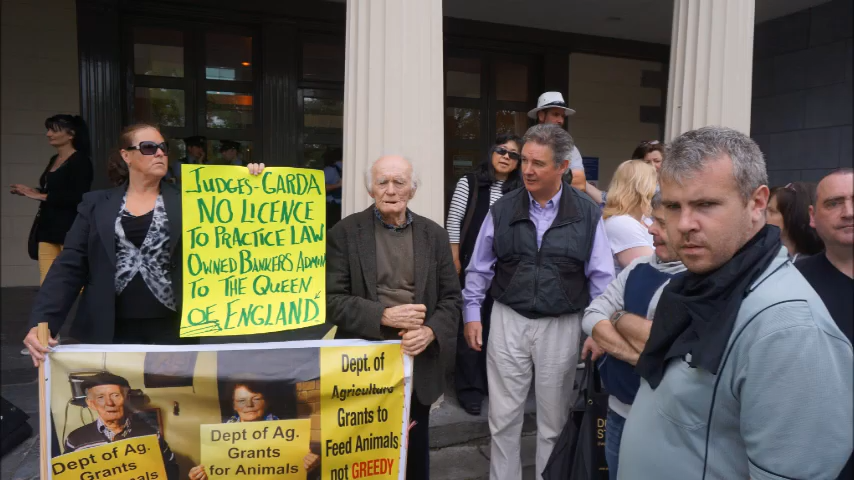 JUDGES - GARDA
NO LICENCE
TO PRACTICE LAW
OWNED BANKERS ADMIN
TO THE QUEEN
OF ENGLAND
Dept. of
Agriculture
Grants to
Feed Animals
not GREEDY
Dept of Ag.
Grants
Animals
Dept of Ag.
Grants
for Animals